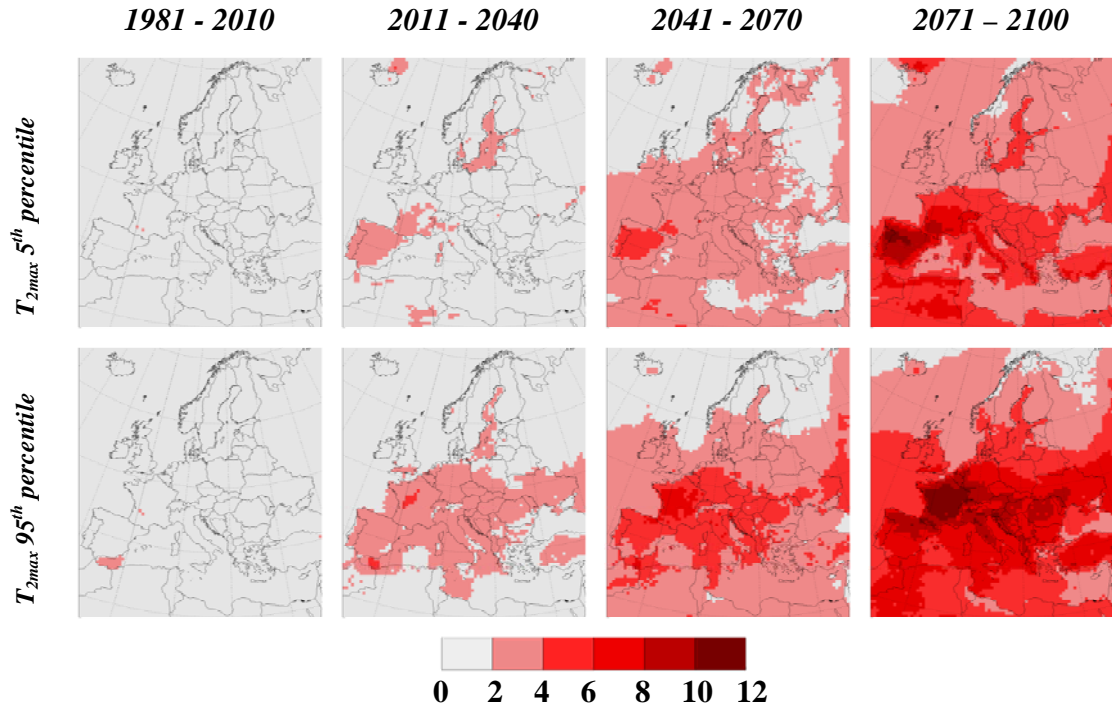 1981 - 2010 2011 - 2040 2041 - 2070 2071 – 2100
T2max 5th percentile
T2max 95th percentile
0 2 4 6 8 10 12